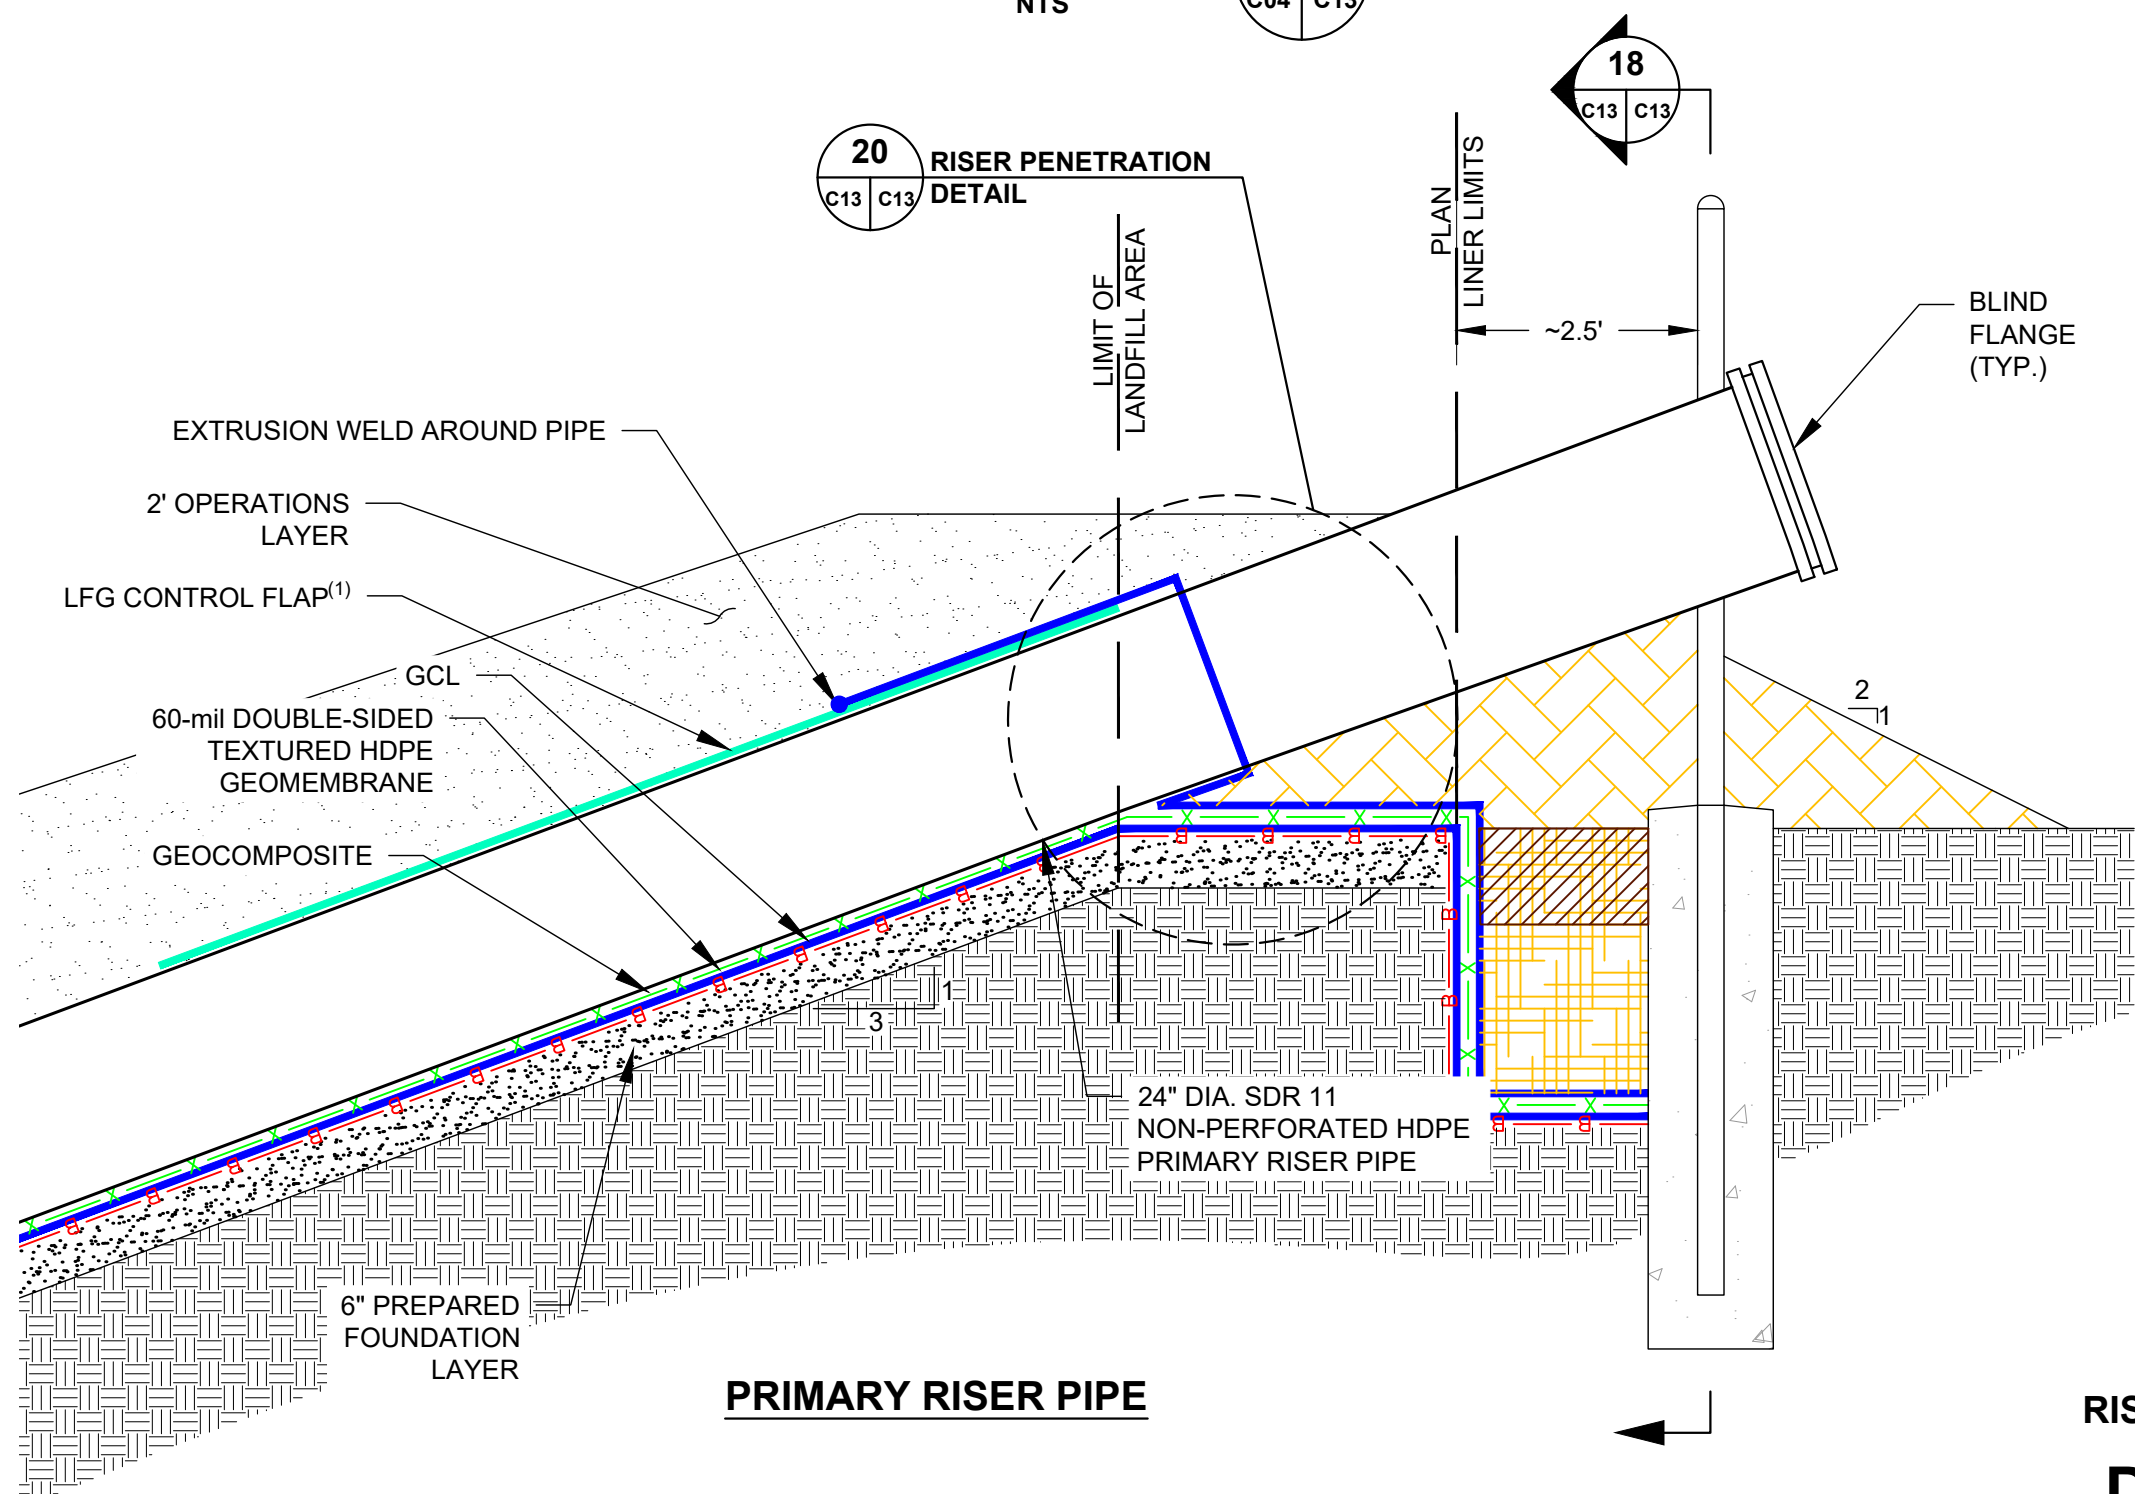 NTS
C04 C13
18
C13 C13
20
C13 C13
RISER PENETRATION
DETAIL
LIMIT OF
LANDFILL AREA
PLAN
LINER LIMITS
~2.5'
BLIND
FLANGE
(TYP.)
EXTRUSION WELD AROUND PIPE
2' OPERATIONS
LAYER
LFG CONTROL FLAP(1)
GCL
60-mil DOUBLE-SIDED
TEXTURED HDPE
GEOMEMBRANE
GEOCOMPOSITE
2
1
1
3
24" DIA. SDR 11
NON-PERFORATED HDPE
PRIMARY RISER PIPE
6" PREPARED
FOUNDATION
LAYER
PRIMARY RISER PIPE
RIS